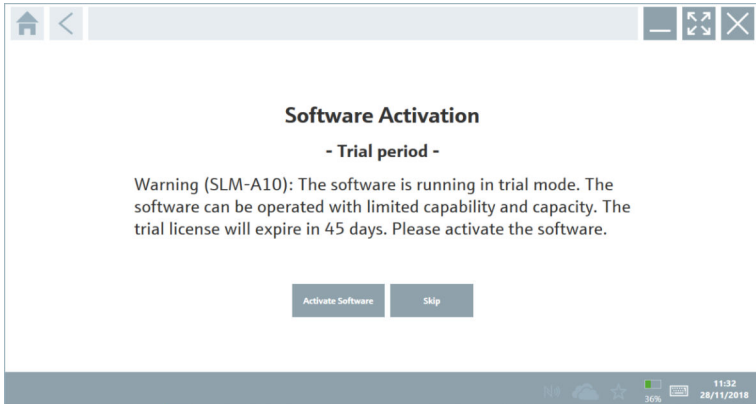 Software Activation
- Trial period -
Warning (SLM-A10): The software is running in trial mode. The
software can be operated with limited capability and capacity. The
trial license will expire in 45 days. Please activate the software.
Activate Software
Skip
36%
11:32
28/11/2018